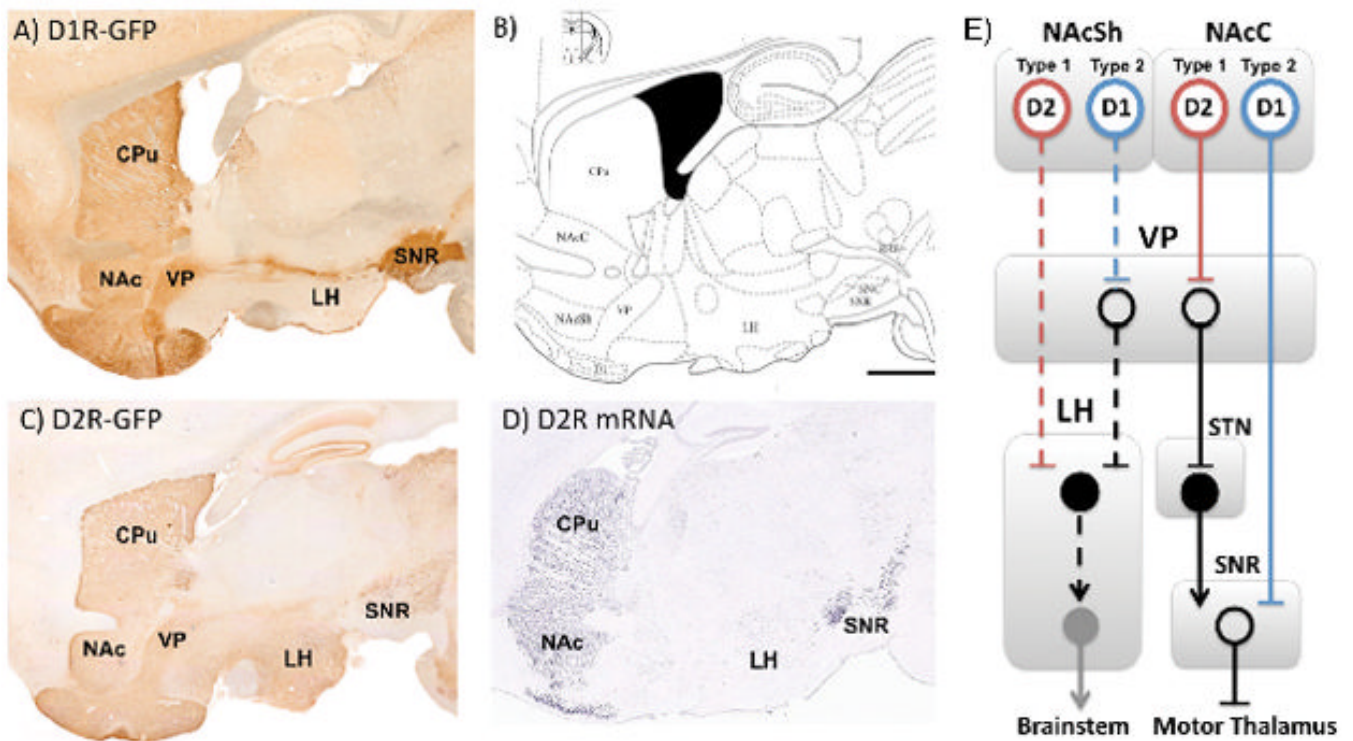 A) D1R-GFP
CPu
NAc
VP
LH
SNR
B)
CPu
NAcC
NAcSh
VP
LH
SNC
SNR
C) D2R-GFP
CPu
NAc
VP
LH
SNR
D) D2R mRNA
CPu
NAc
LH
SNR
E)
NAcSh NAcC
Type 1 Type 2 Type 1 Type 2
D2 D1 D2 D1
VP
LH
STN
SNR
Brainstem Motor Thalamus